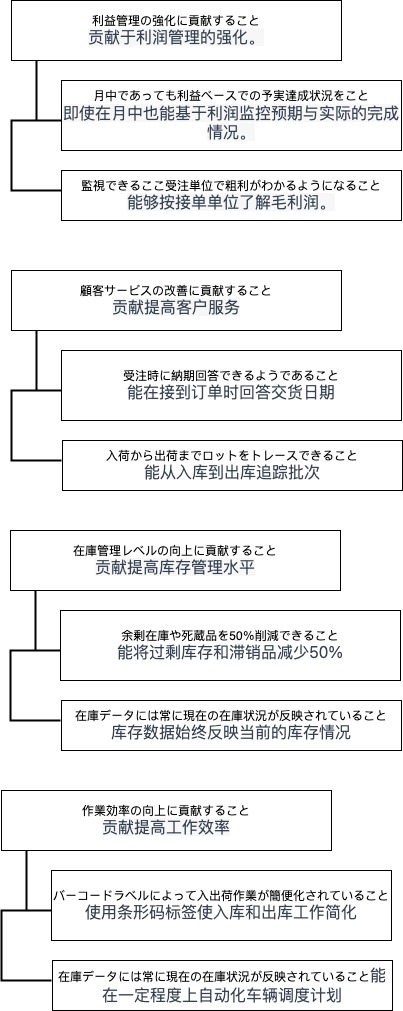 利益管理の強化に貢献すること
贡献于利润管理的强化。
月中であっても利益ベースでの予実達成状況をこと
即使在月中也能基于利润监控预期与实际的完成
情况。
監視できるここ受注単位で粗利がわかるようになること
能够按接单单位了解毛利润。
顧客サービスの改善に貢献すること
贡献提高客户服务
受注時に納期回答できるようであること
能在接到订单时回答交货日期
入荷から出荷までロットをトレースできること
能从入库到出库追踪批次
在庫管理レベルの向上に貢献すること
贡献提高库存管理水平
余剰在庫や死蔵品を50%削減できること
能将过剩库存和滞销品减少50%
在庫データには常に現在の在庫状況が反映されていること
库存数据始终反映当前的库存情况
作業効率の向上に貢献すること
贡献提高工作效率
バーコードラベルによって入出荷作業が簡便化されていること
使用条形码标签使入库和出库工作简化
在庫データには常に現在の在庫状況が反映されていること能
在一定程度上自动化车辆调度计划